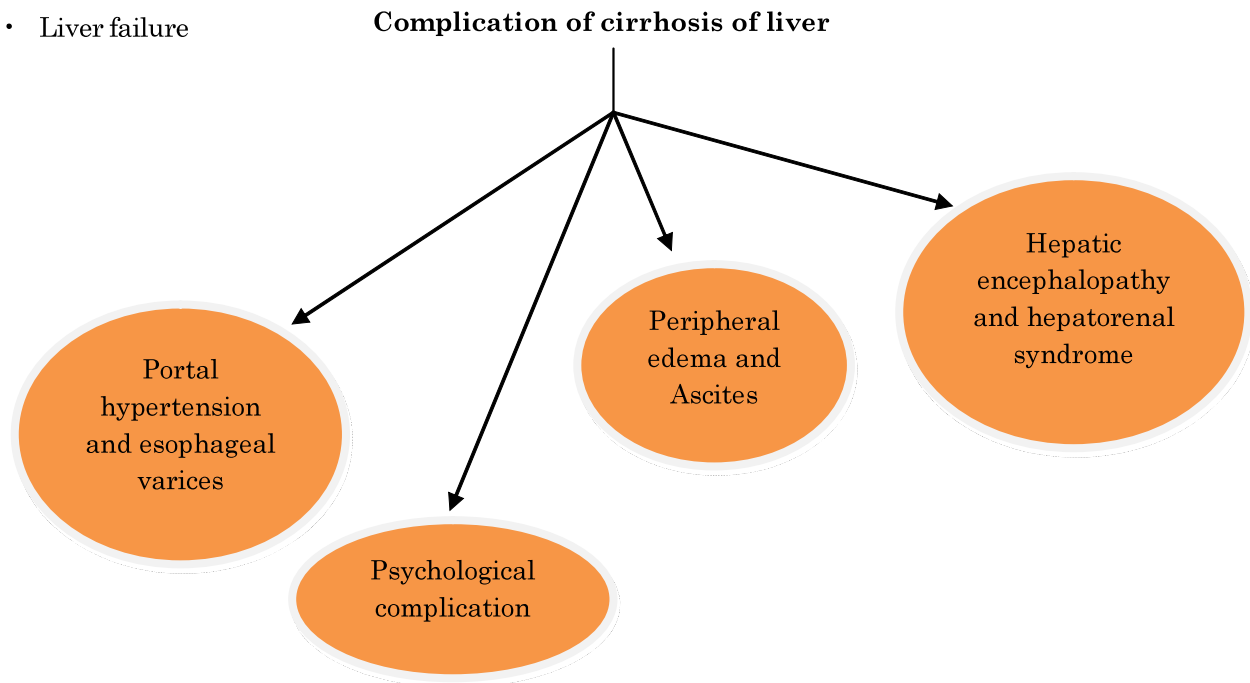 • Liver failure
Complication of cirrhosis of liver
Portal
hypertension
and esophageal
varices
Psychological
complication
Peripheral
edema and
Ascites
Hepatic
encephalopathy
and hepatorenal
syndrome